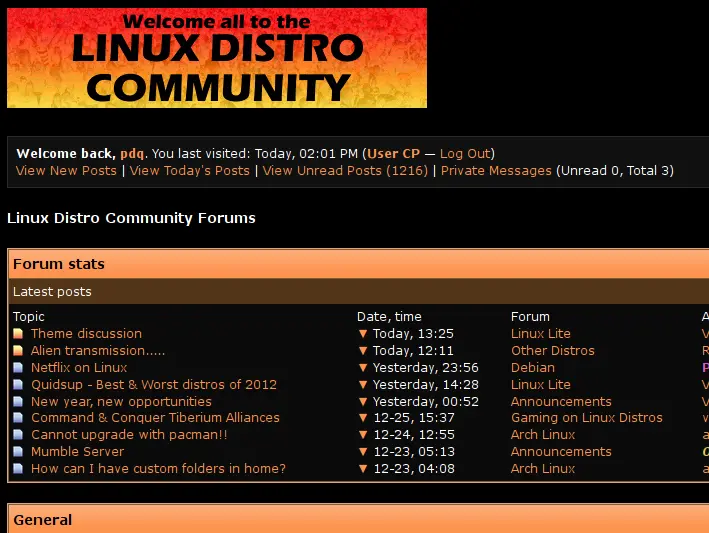 Welcome all to the
LINUX DISTRO
COMMUNITY
Welcome back, pdq. You last visited: Today, 02:01 PM (User CP — Log Out)
View New Posts | View Today's Posts | View Unread Posts (1216) | Private Messages (Unread 0, Total 3)
Linux Distro Community Forums
Forum stats
Latest posts
Topic Date, time Forum A
Theme discussion ▼ Today, 13:25 Linux Lite V
Alien transmission..... ▼ Today, 12:11 Other Distros R
Netflix on Linux ▼ Yesterday, 23:56 Debian P
Quidsup - Best & Worst distros of 2012 ▼ Yesterday, 14:28 Linux Lite V
New year, new opportunities ▼ Yesterday, 00:52 Announcements V
Command & Conquer Tiberium Alliances ▼ 12-25, 15:37 Gaming on Linux Distros v
Cannot upgrade with pacman!! ▼ 12-24, 12:55 Arch Linux a
Mumble Server ▼ 12-23, 05:13 Announcements
How can I have custom folders in home? ▼ 12-23, 04:08 Arch Linux a
General